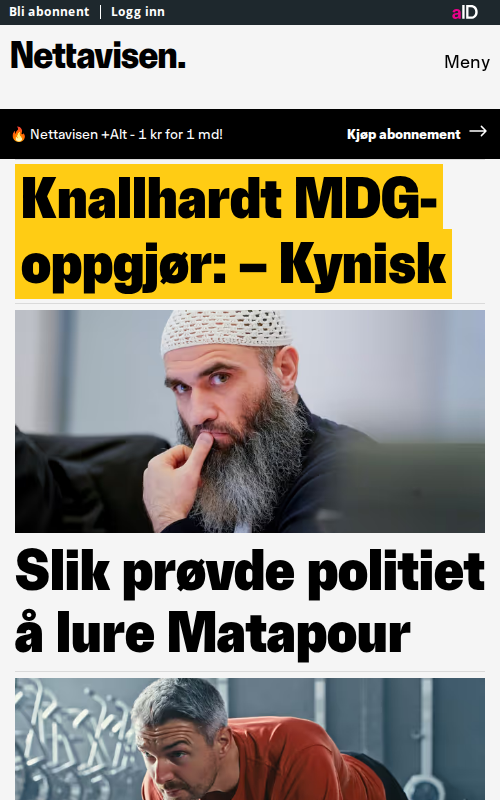 Bli abonnent | Logg inn
aID
Nettavisen.
Meny
🔥 Nettavisen +Alt - 1 kr for 1 md!
Kjøp abonnement →
Knallhardt MDG-
oppgjør: – Kynisk
Slik prøvde politiet
å lure Matapour